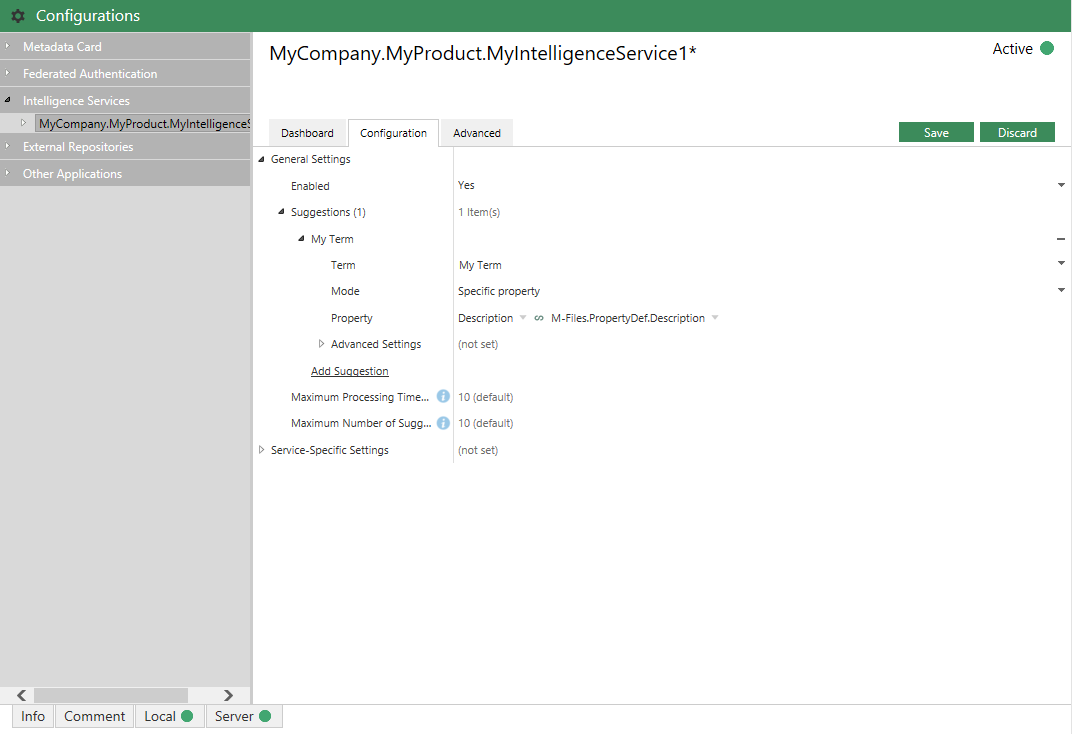 Configurations
Metadata Card
Federated Authentication
Intelligence Services
MyCompany.MyProduct.MyIntelligenceS
External Repositories
Other Applications
MyCompany.MyProduct.MyIntelligenceService1*
Active
Dashboard Configuration Advanced
Save Discard
General Settings
Enabled Yes
Suggestions (1) 1 Item(s)
My Term
Term My Term
Mode Specific property
Property Description M-Files.PropertyDef.Description
Advanced Settings (not set)
Add Suggestion
Maximum Processing Time... i 10 (default)
Maximum Number of Sugg... i 10 (default)
Service-Specific Settings (not set)
Info Comment Local Server